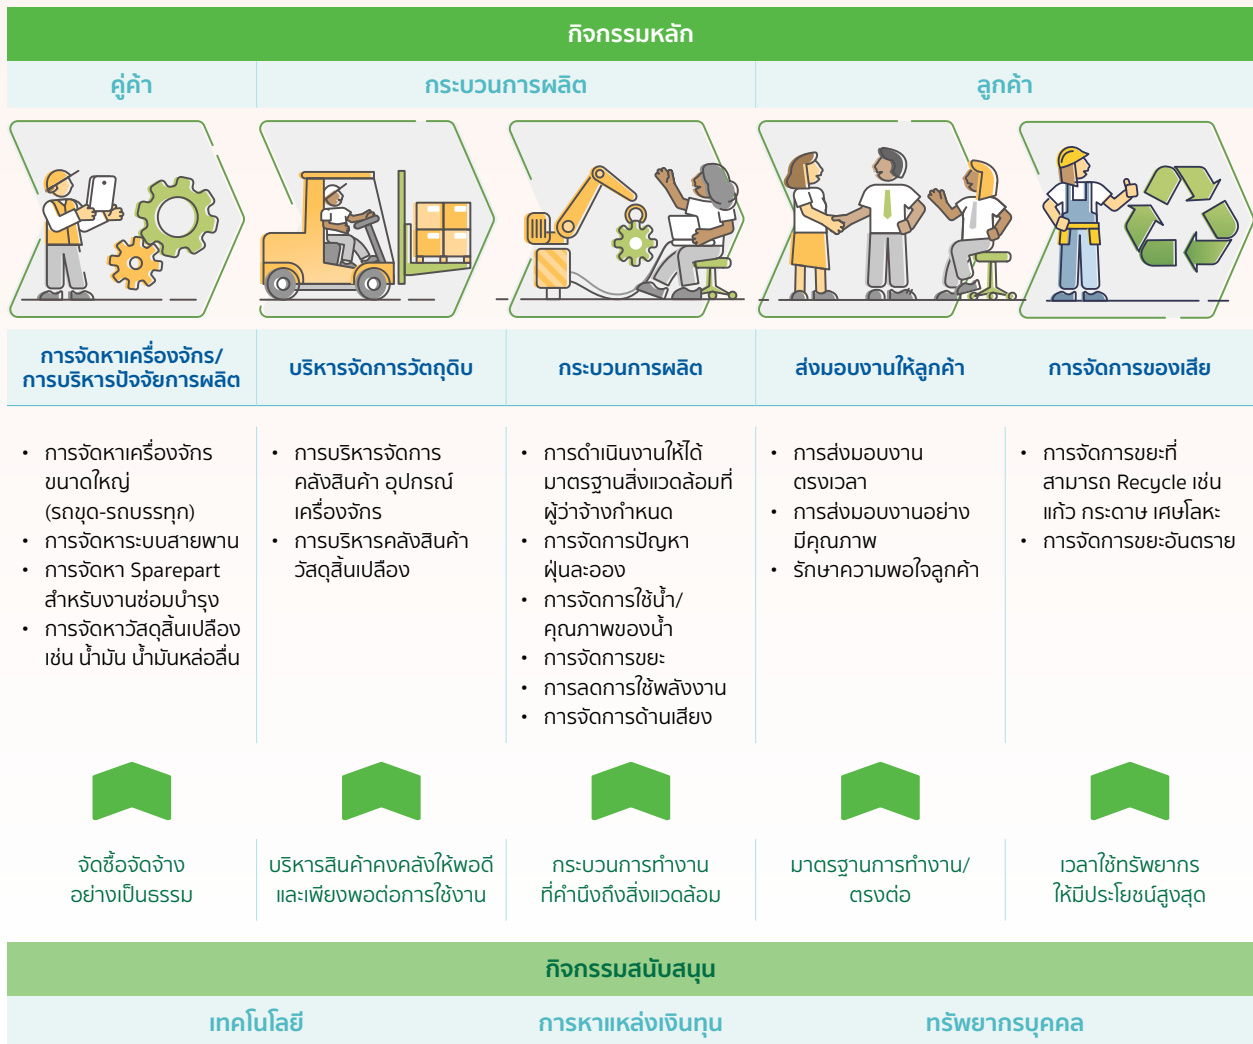 กิจกรรมหลัก
คู่ค้า
กระบวนการผลิต
ลูกค้า
การจัดหาเครื่องจักร/
การบริหารปัจจัยการผลิต
บริหารจัดการวัตถุดิบ
กระบวนการผลิต
ส่งมอบงานให้ลูกค้า
การจัดการของเสีย
• การจัดหาเครื่องจักร
ขนาดใหญ่
(รถขุด-รถบรรทุก)
• การจัดหาระบบสายพาน
• การจัดหา Sparepart
สำหรับงานซ่อมบำรุง
• การจัดหาวัสดุสิ้นเปลือง
เช่น น้ำมัน น้ำมันหล่อลื่น
• การบริหารจัดการ
คลังสินค้า อุปกรณ์
เครื่องจักร
• การบริหารคลังสินค้า
วัสดุสิ้นเปลือง
• การดำเนินงานให้ได้
มาตรฐานสิ่งแวดล้อมที่
ผู้ว่าจ้างกำหนด
• การจัดการปัญหา
ฝุ่นละออง
• การจัดการใช้น้ำ/
คุณภาพของน้ำ
• การจัดการขยะ
• การลดการใช้พลังงาน
• การจัดการด้านเสียง
• การส่งมอบงาน
ตรงเวลา
• การส่งมอบงานอย่าง
มีคุณภาพ
• รักษาความพอใจลูกค้า
• การจัดการขยะที่
สามารถ Recycle เช่น
แก้ว กระดาษ เศษโลหะ
• การจัดการขยะอันตราย
จัดซื้อจัดจ้าง
อย่างเป็นธรรม
บริหารสินค้าคงคลังให้พอดี
และเพียงพอต่อการใช้งาน
กระบวนการทำงาน
ที่คำนึงถึงสิ่งแวดล้อม
มาตรฐานการทำงาน/
ตรงต่อ
เวลาใช้ทรัพยากร
ให้มีประโยชน์สูงสุด
กิจกรรมสนับสนุน
เทคโนโลยี
การหาแหล่งเงินทุน
ทรัพยากรบุคคล